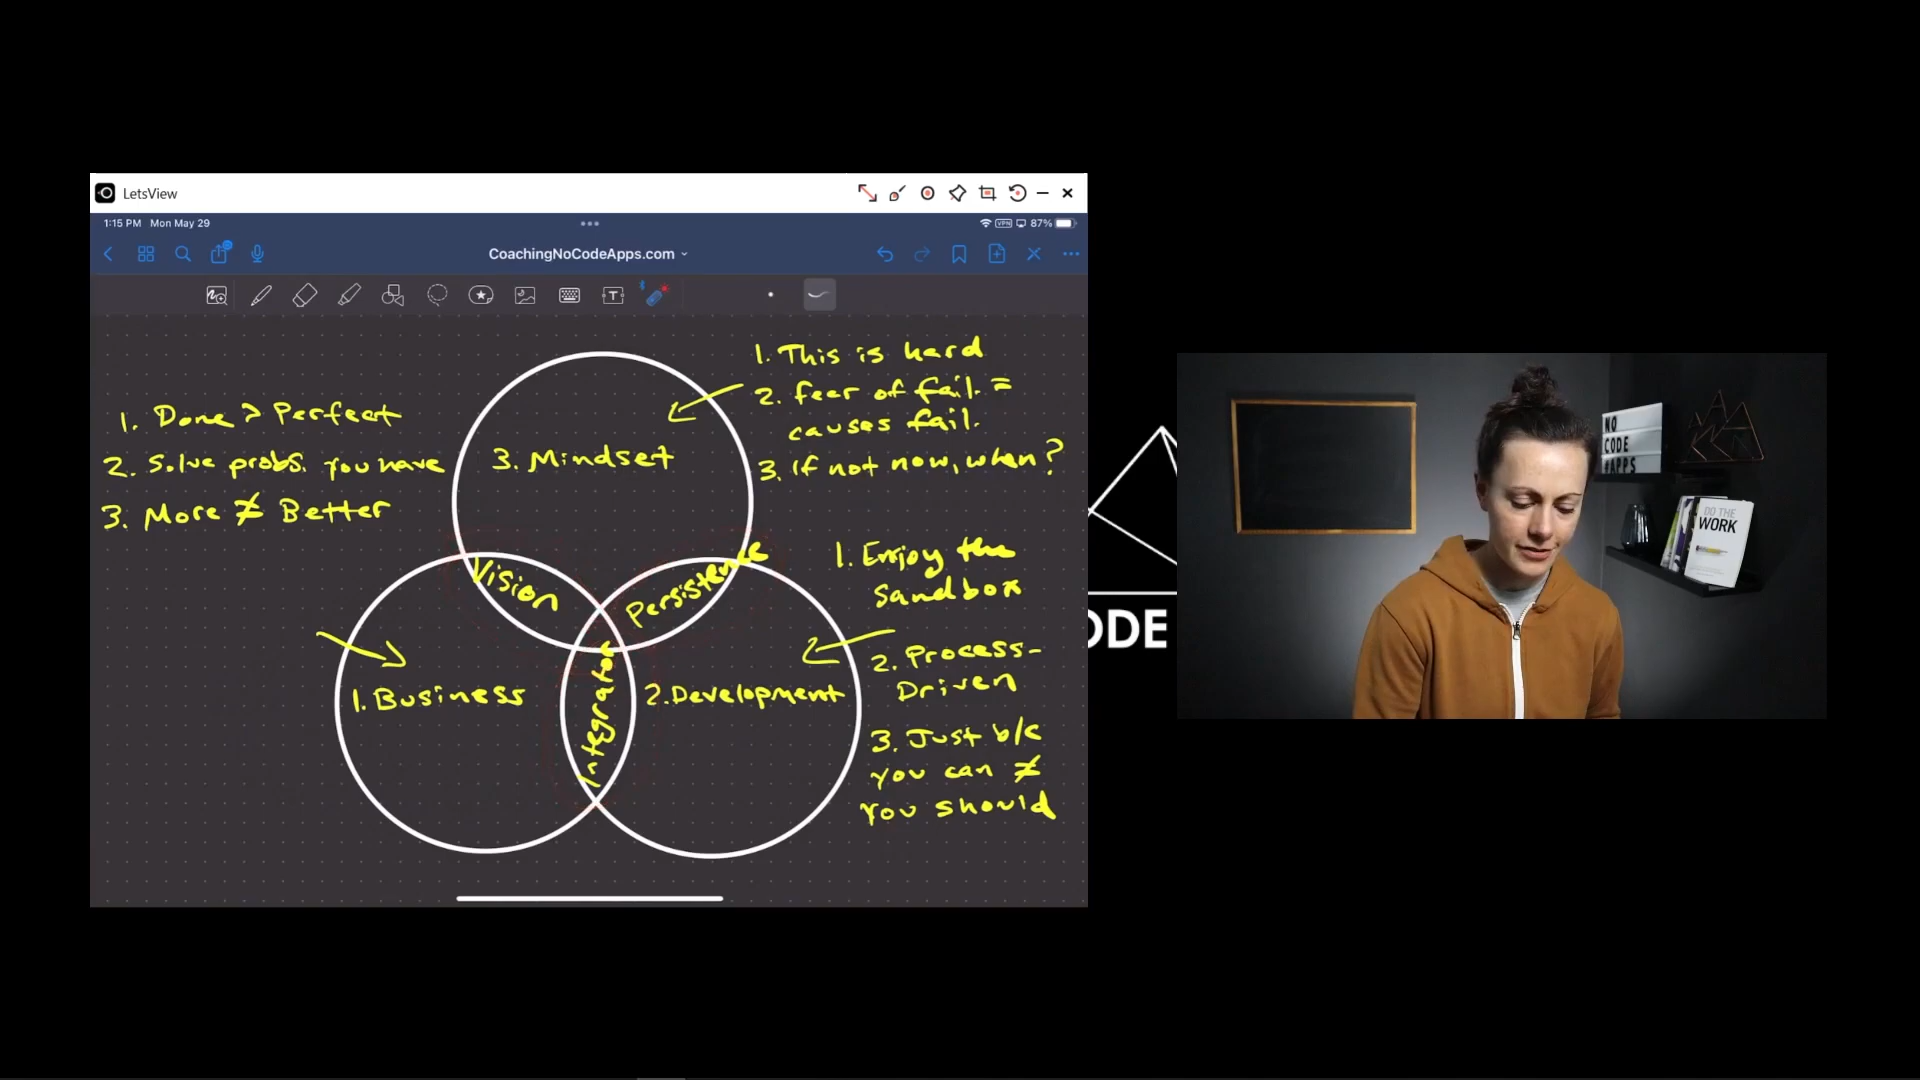 LetsView
1:15 PM Mon May 29
VPN 87%
CoachingNoCodeApps.com
T
1. This is hard
2. fear of fail. =
causes fail.
3. if not now, when?
1. Done > Perfect
2. Solve probs. you have
3. More ≠ Better
3. Mindset
Vision
Persistence
Integrator
1. Business
2. Development
1. Enjoy the
sandbox
2. Process-
Driven
3. Just b/c
you can ≠
you should
ODE
NO
CODE
#APPS
DO THE
WORK